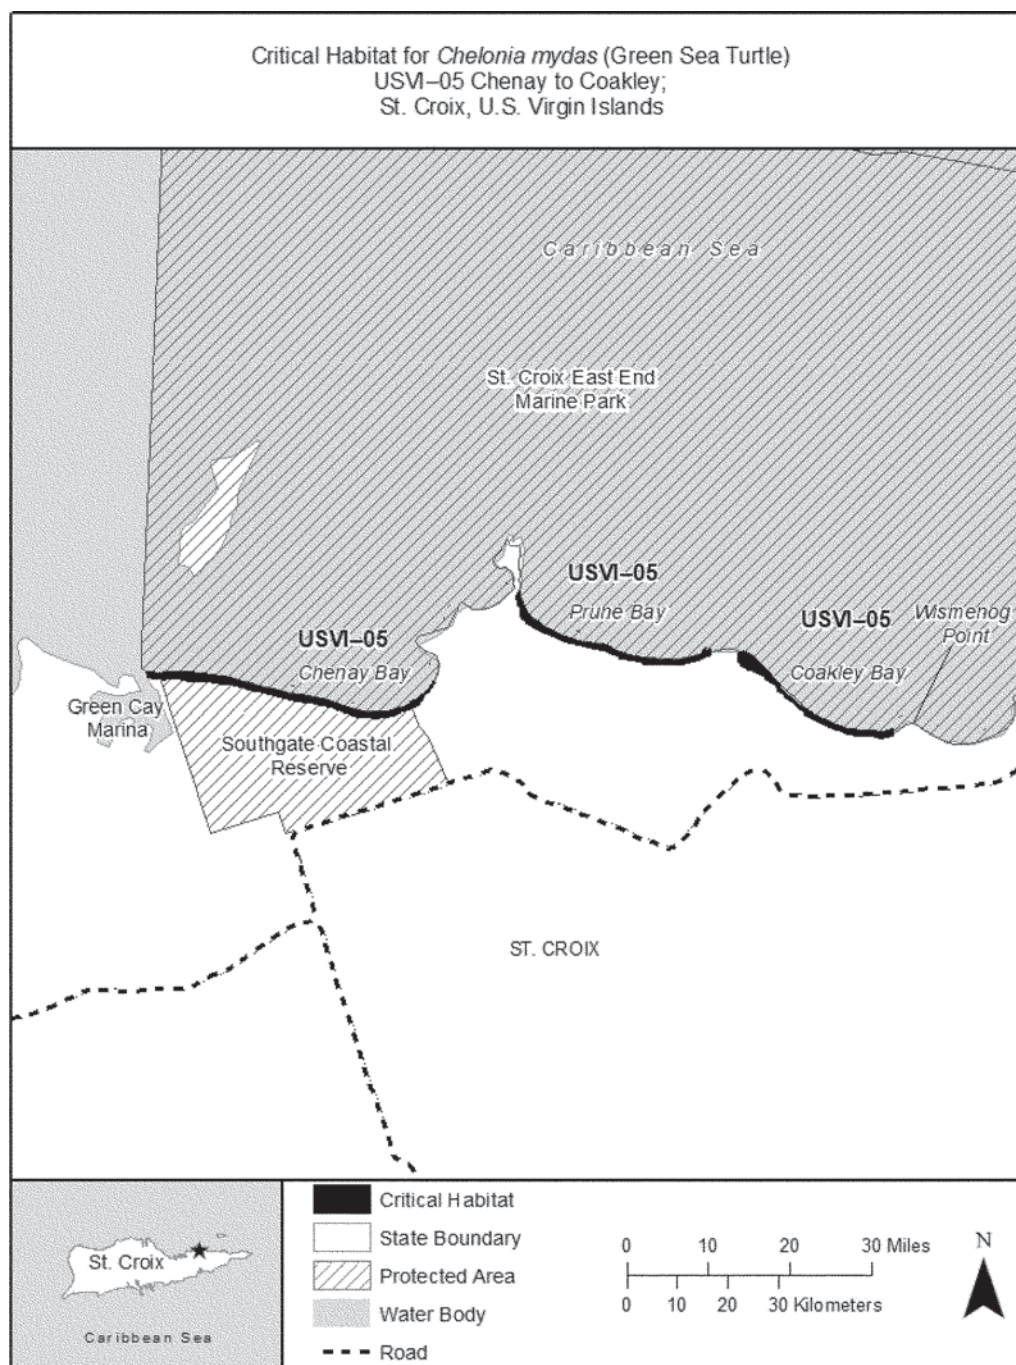 Critical Habitat for Chelonia mydas (Green Sea Turtle)
USVI–05 Chenay to Coakley;
St. Croix, U.S. Virgin Islands
Caribbean Sea
St. Croix East End
Marine Park
USVI–05
Prune Bay
USVI–05
Coakley Bay
Wismenog
Point
USVI–05
Chenay Bay
Green Cay
Marina
Southgate Coastal
Reserve
ST. CROIX
St. Croix
Caribbean Sea
Critical Habitat
State Boundary
Protected Area
Water Body
Road
0 10 20 30 Miles
0 10 20 30 Kilometers
N